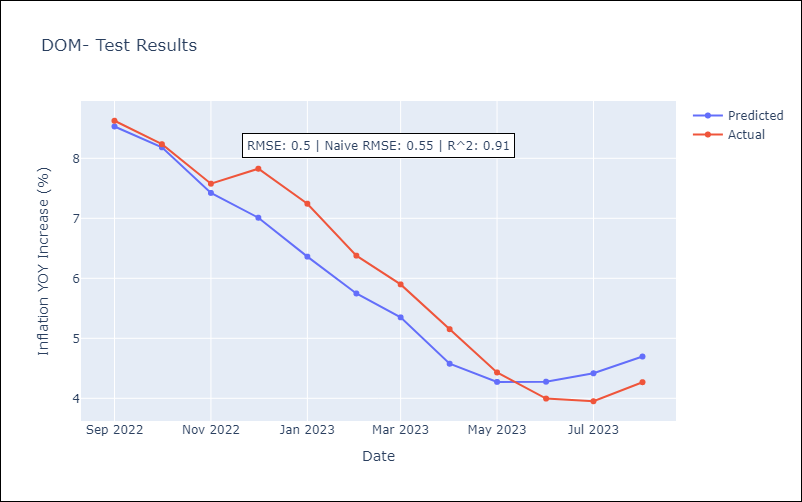 DOM- Test Results
Predicted
Actual
RMSE: 0.5 | Naive RMSE: 0.55 | R^2: 0.91
Inflation YOY Increase (%)
8
7
6
5
4
Sep 2022 Nov 2022 Jan 2023 Mar 2023 May 2023 Jul 2023
Date